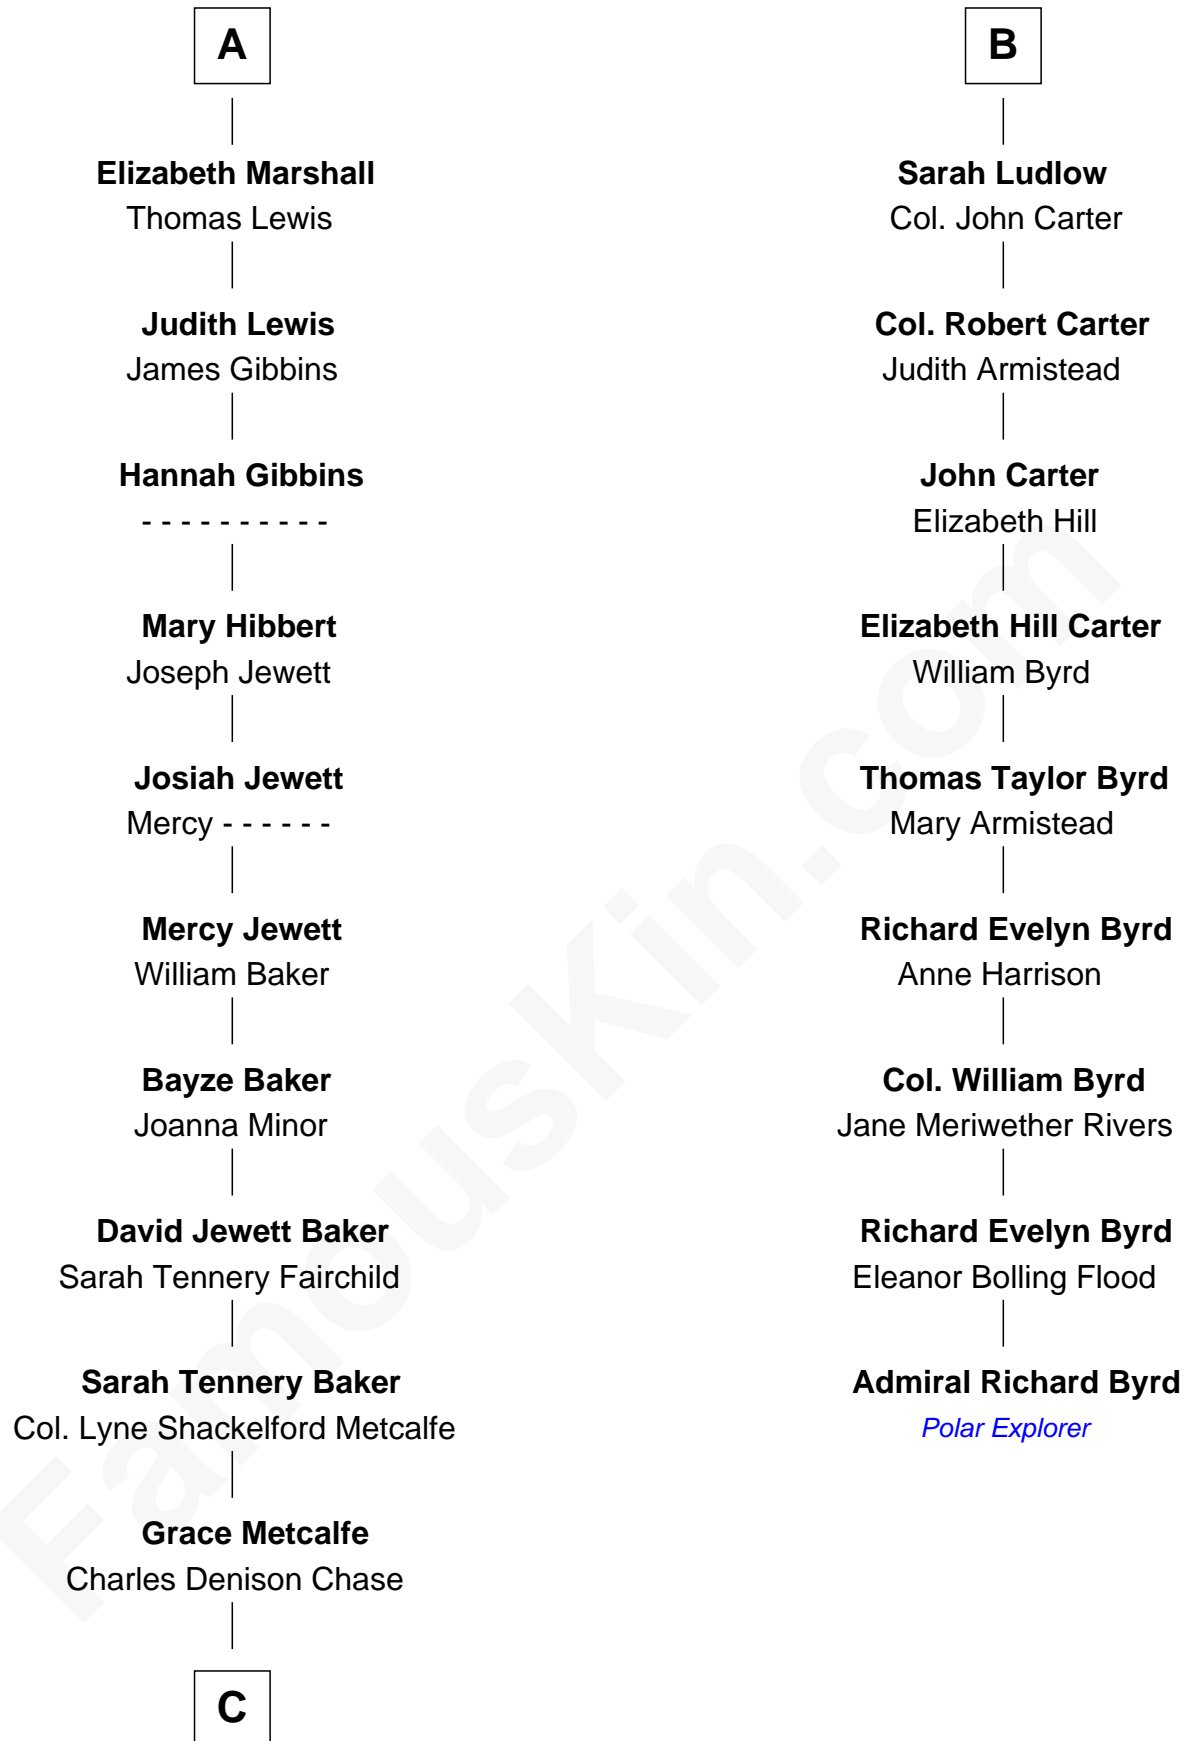 A
Elizabeth Marshall
Thomas Lewis
Judith Lewis
James Gibbins
Hannah Gibbins
- - - - - - - - - -
Mary Hibbert
Joseph Jewett
Josiah Jewett
Mercy - - - - - -
Mercy Jewett
William Baker
Bayze Baker
Joanna Minor
David Jewett Baker
Sarah Tennery Fairchild
Sarah Tennery Baker
Col. Lyne Shackelford Metcalfe
Grace Metcalfe
Charles Denison Chase
C
B
Sarah Ludlow
Col. John Carter
Col. Robert Carter
Judith Armistead
John Carter
Elizabeth Hill
Elizabeth Hill Carter
William Byrd
Thomas Taylor Byrd
Mary Armistead
Richard Evelyn Byrd
Anne Harrison
Col. William Byrd
Jane Meriwether Rivers
Richard Evelyn Byrd
Eleanor Bolling Flood
Admiral Richard Byrd
Polar Explorer
FamousKin.com